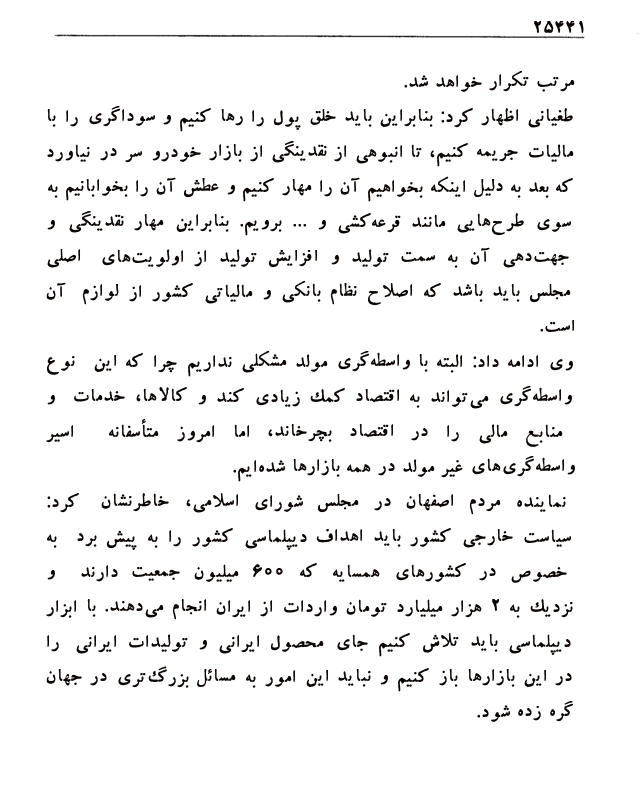 ۲۵۴۴۱
مرتب تکرار خواهد شد.
طغیانی اظهار کرد: بنابراین باید خلق پول را رها کنیم و سوداگری را با
مالیات جریمه کنیم، تا انبوهی از نقدینگی از بازار خودرو سر در نیاورد
که بعد به دلیل اینکه بخواهیم آن را مهار کنیم و عطش آن را بخوابانیم به
سوی طرح‌هایی مانند قرعه‌کشی و ... برویم. بنابراین مهار نقدینگی و
جهت‌دهی آن به سمت تولید و افزایش تولید از اولویت‌های اصلی
مجلس باید باشد که اصلاح نظام بانکی و مالیاتی کشور از لوازم آن
است.
وی ادامه داد: البته با واسطه‌گری مولد مشکلی نداریم چرا که این نوع
واسطه‌گری می‌تواند به اقتصاد کمك زیادی کند و کالاها، خدمات و
منابع مالی را در اقتصاد بچرخاند، اما امروز متأسفانه اسیر
واسطه‌گری‌های غیر مولد در همه بازارها شده‌ایم.
نماینده مردم اصفهان در مجلس شورای اسلامی، خاطرنشان کرد:
سیاست خارجی کشور باید اهداف دیپلماسی کشور را به پیش برد به
خصوص در کشورهای همسایه که ۶۰۰ میلیون جمعیت دارند و
نزدیك به ۲ هزار میلیارد تومان واردات از ایران انجام می‌دهند. با ابزار
دیپلماسی باید تلاش کنیم جای محصول ایرانی و تولیدات ایرانی را
در این بازارها باز کنیم و نباید این امور به مسائل بزرگ‌تری در جهان
گره زده شود.